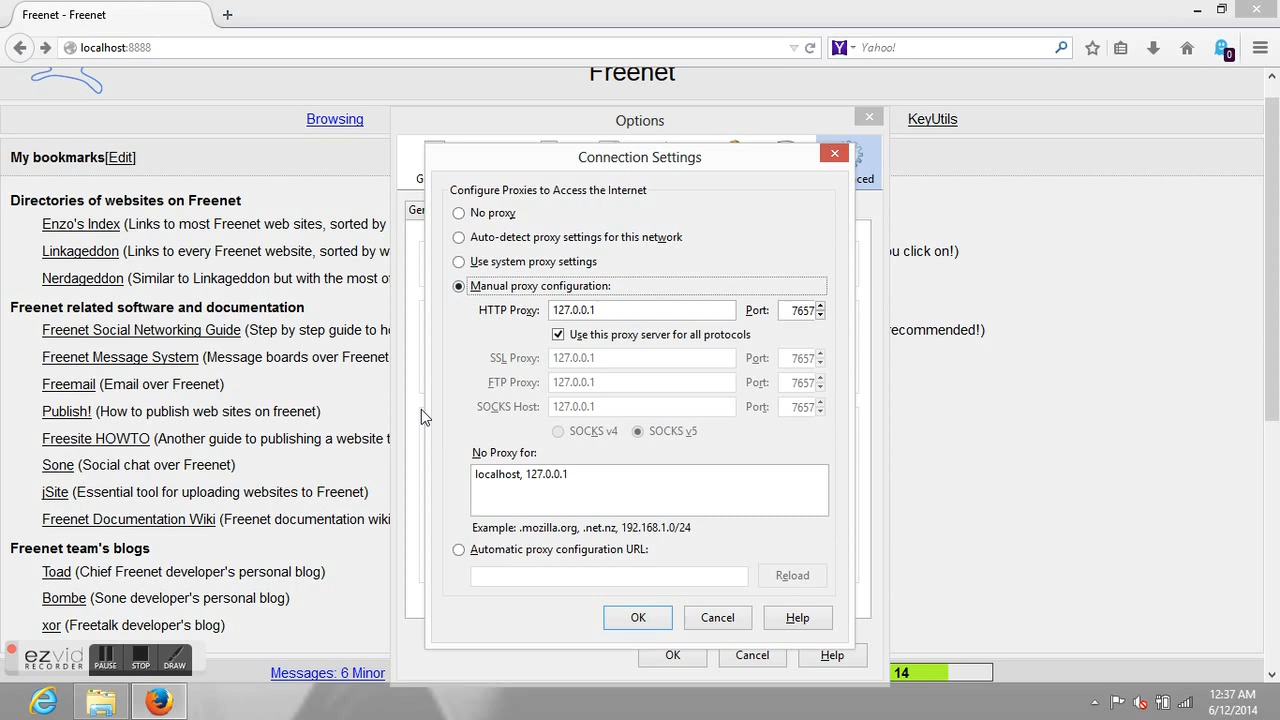 Freenet - Freenet
localhost:8888
Yahoo!
0
Freenet
Browsing
KeyUtils
Options
My bookmarks[Edit]
Connection Settings
Directories of websites on Freenet
Configure Proxies to Access the Internet
Enzo's Index (Links to most Freenet web sites, sorted by
No proxy
Auto-detect proxy settings for this network
Linkageddon (Links to every Freenet website, sorted by w
ou click on!)
Use system proxy settings
Nerdageddon (Similar to Linkageddon but with the most of
Manual proxy configuration:
Freenet related software and documentation
HTTP Proxy: 127.0.0.1 Port: 7657
Freenet Social Networking Guide (Step by step guide to h
recommended!)
Use this proxy server for all protocols
Freenet Message System (Message boards over Freenet
SSL Proxy: 127.0.0.1 Port: 7657
Freemail (Email over Freenet)
FTP Proxy: 127.0.0.1 Port: 7657
Publish! (How to publish web sites on freenet)
SOCKS Host: 127.0.0.1 Port: 7657
Freesite HOWTO (Another guide to publishing a website t
SOCKS v4 SOCKS v5
Sone (Social chat over Freenet)
No Proxy for:
localhost, 127.0.0.1
jSite (Essential tool for uploading websites to Freenet)
Freenet Documentation Wiki (Freenet documentation wiki
Example: .mozilla.org, .net.nz, 192.168.1.0/24
Freenet team's blogs
Automatic proxy configuration URL:
Toad (Chief Freenet developer's personal blog)
Reload
Bombe (Sone developer's personal blog)
xor (Freetalk developer's blog)
OK Cancel Help
OK Cancel Help
ezvid
RECORDER
PAUSE STOP DRAW
Messages: 6 Minor
14
12:37 AM
6/12/2014